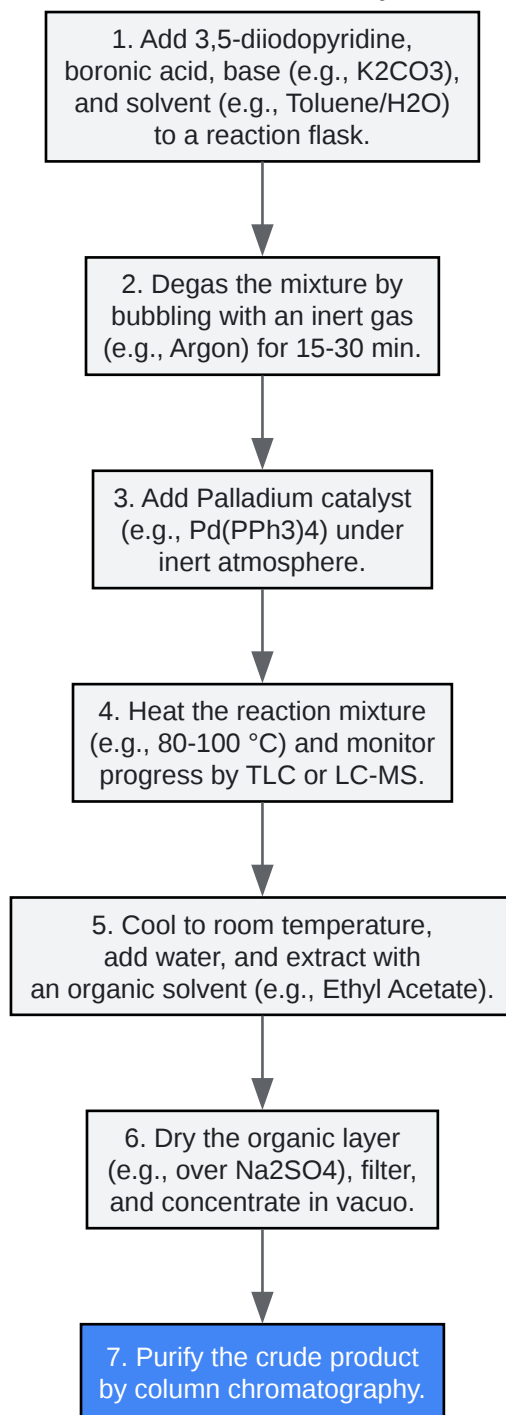 1. Add 3,5-diiodopyridine,
boronic acid, base (e.g., K2CO3),
and solvent (e.g., Toluene/H2O)
to a reaction flask.
2. Degas the mixture by
bubbling with an inert gas
(e.g., Argon) for 15-30 min.
3. Add Palladium catalyst
(e.g., Pd(PPh3)4) under
inert atmosphere.
4. Heat the reaction mixture
(e.g., 80-100 °C) and monitor
progress by TLC or LC-MS.
5. Cool to room temperature,
add water, and extract with
an organic solvent (e.g., Ethyl Acetate).
6. Dry the organic layer
(e.g., over Na2SO4), filter,
and concentrate in vacuo.
7. Purify the crude product
by column chromatography.